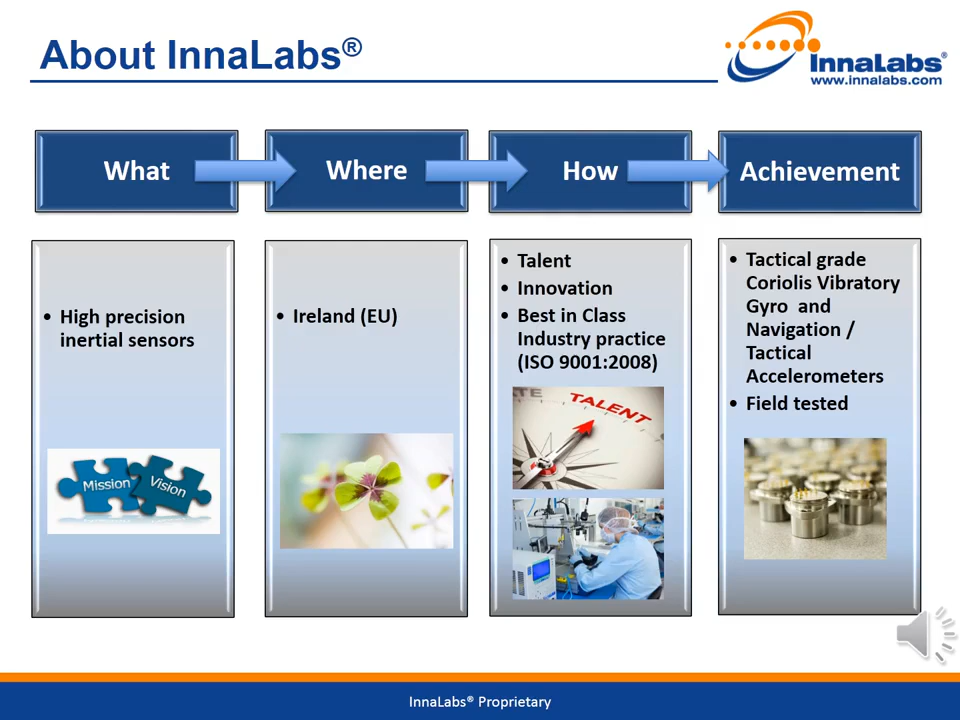 About InnaLabs®
InnaLabs®
www.innalabs.com
What
Where
How
Achievement
• High precision
inertial sensors
Mission
Vision
• Ireland (EU)
• Talent
• Innovation
• Best in Class
Industry practice
(ISO 9001:2008)
TALENT
• Tactical grade
Coriolis Vibratory
Gyro and
Navigation /
Tactical
Accelerometers
• Field tested
InnaLabs® Proprietary